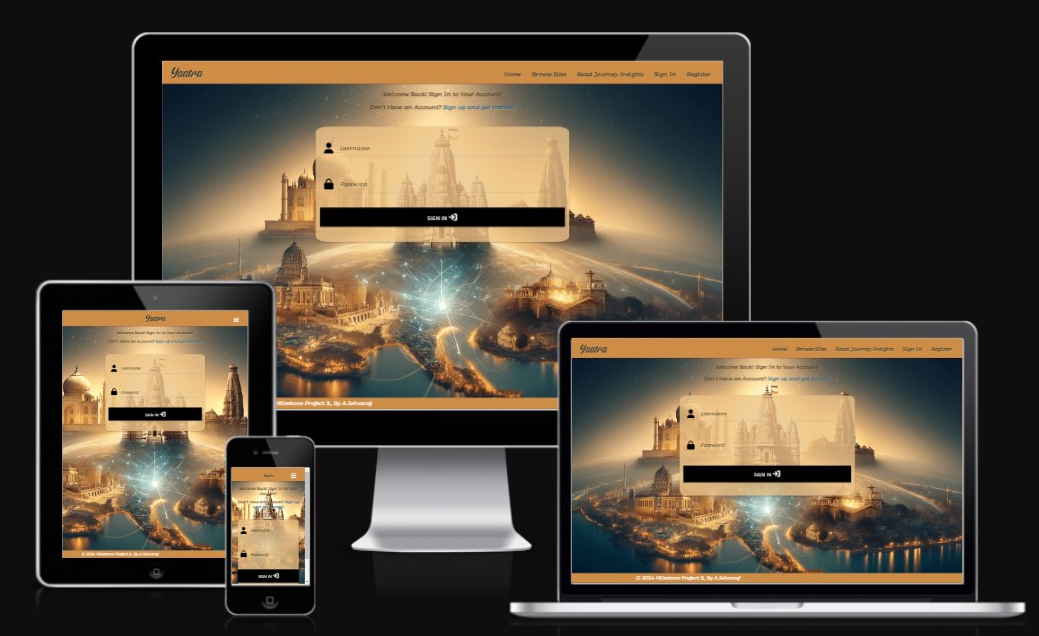 Yaatra
Home Browse Sites Read Journey Insights Sign In Register
Welcome Back! Sign In to Your Account!
Don't Have an Account? Sign up and get started!
Username
Password
SIGN IN
Milestone Project 3, By A.Selvaraj
Yaatra
Welcome Back! Sign In to Your Account!
Don't Have an Account? Sign up and get started!
Username
Password
SIGN IN
© 2024 Milestone Project 3, By A.Selvaraj
Welcome Back! Sign In to Your
Don't Have an Account? Sign up
Username
Password
SIGN IN
Yaatra
Home Browse Sites Read Journey Insights Sign In Register
Welcome Back! Sign In to Your Account!
Don't Have an Account? Sign up and get started!
Username
Password
SIGN IN
© 2024 Milestone Project 3, By A.Selvaraj